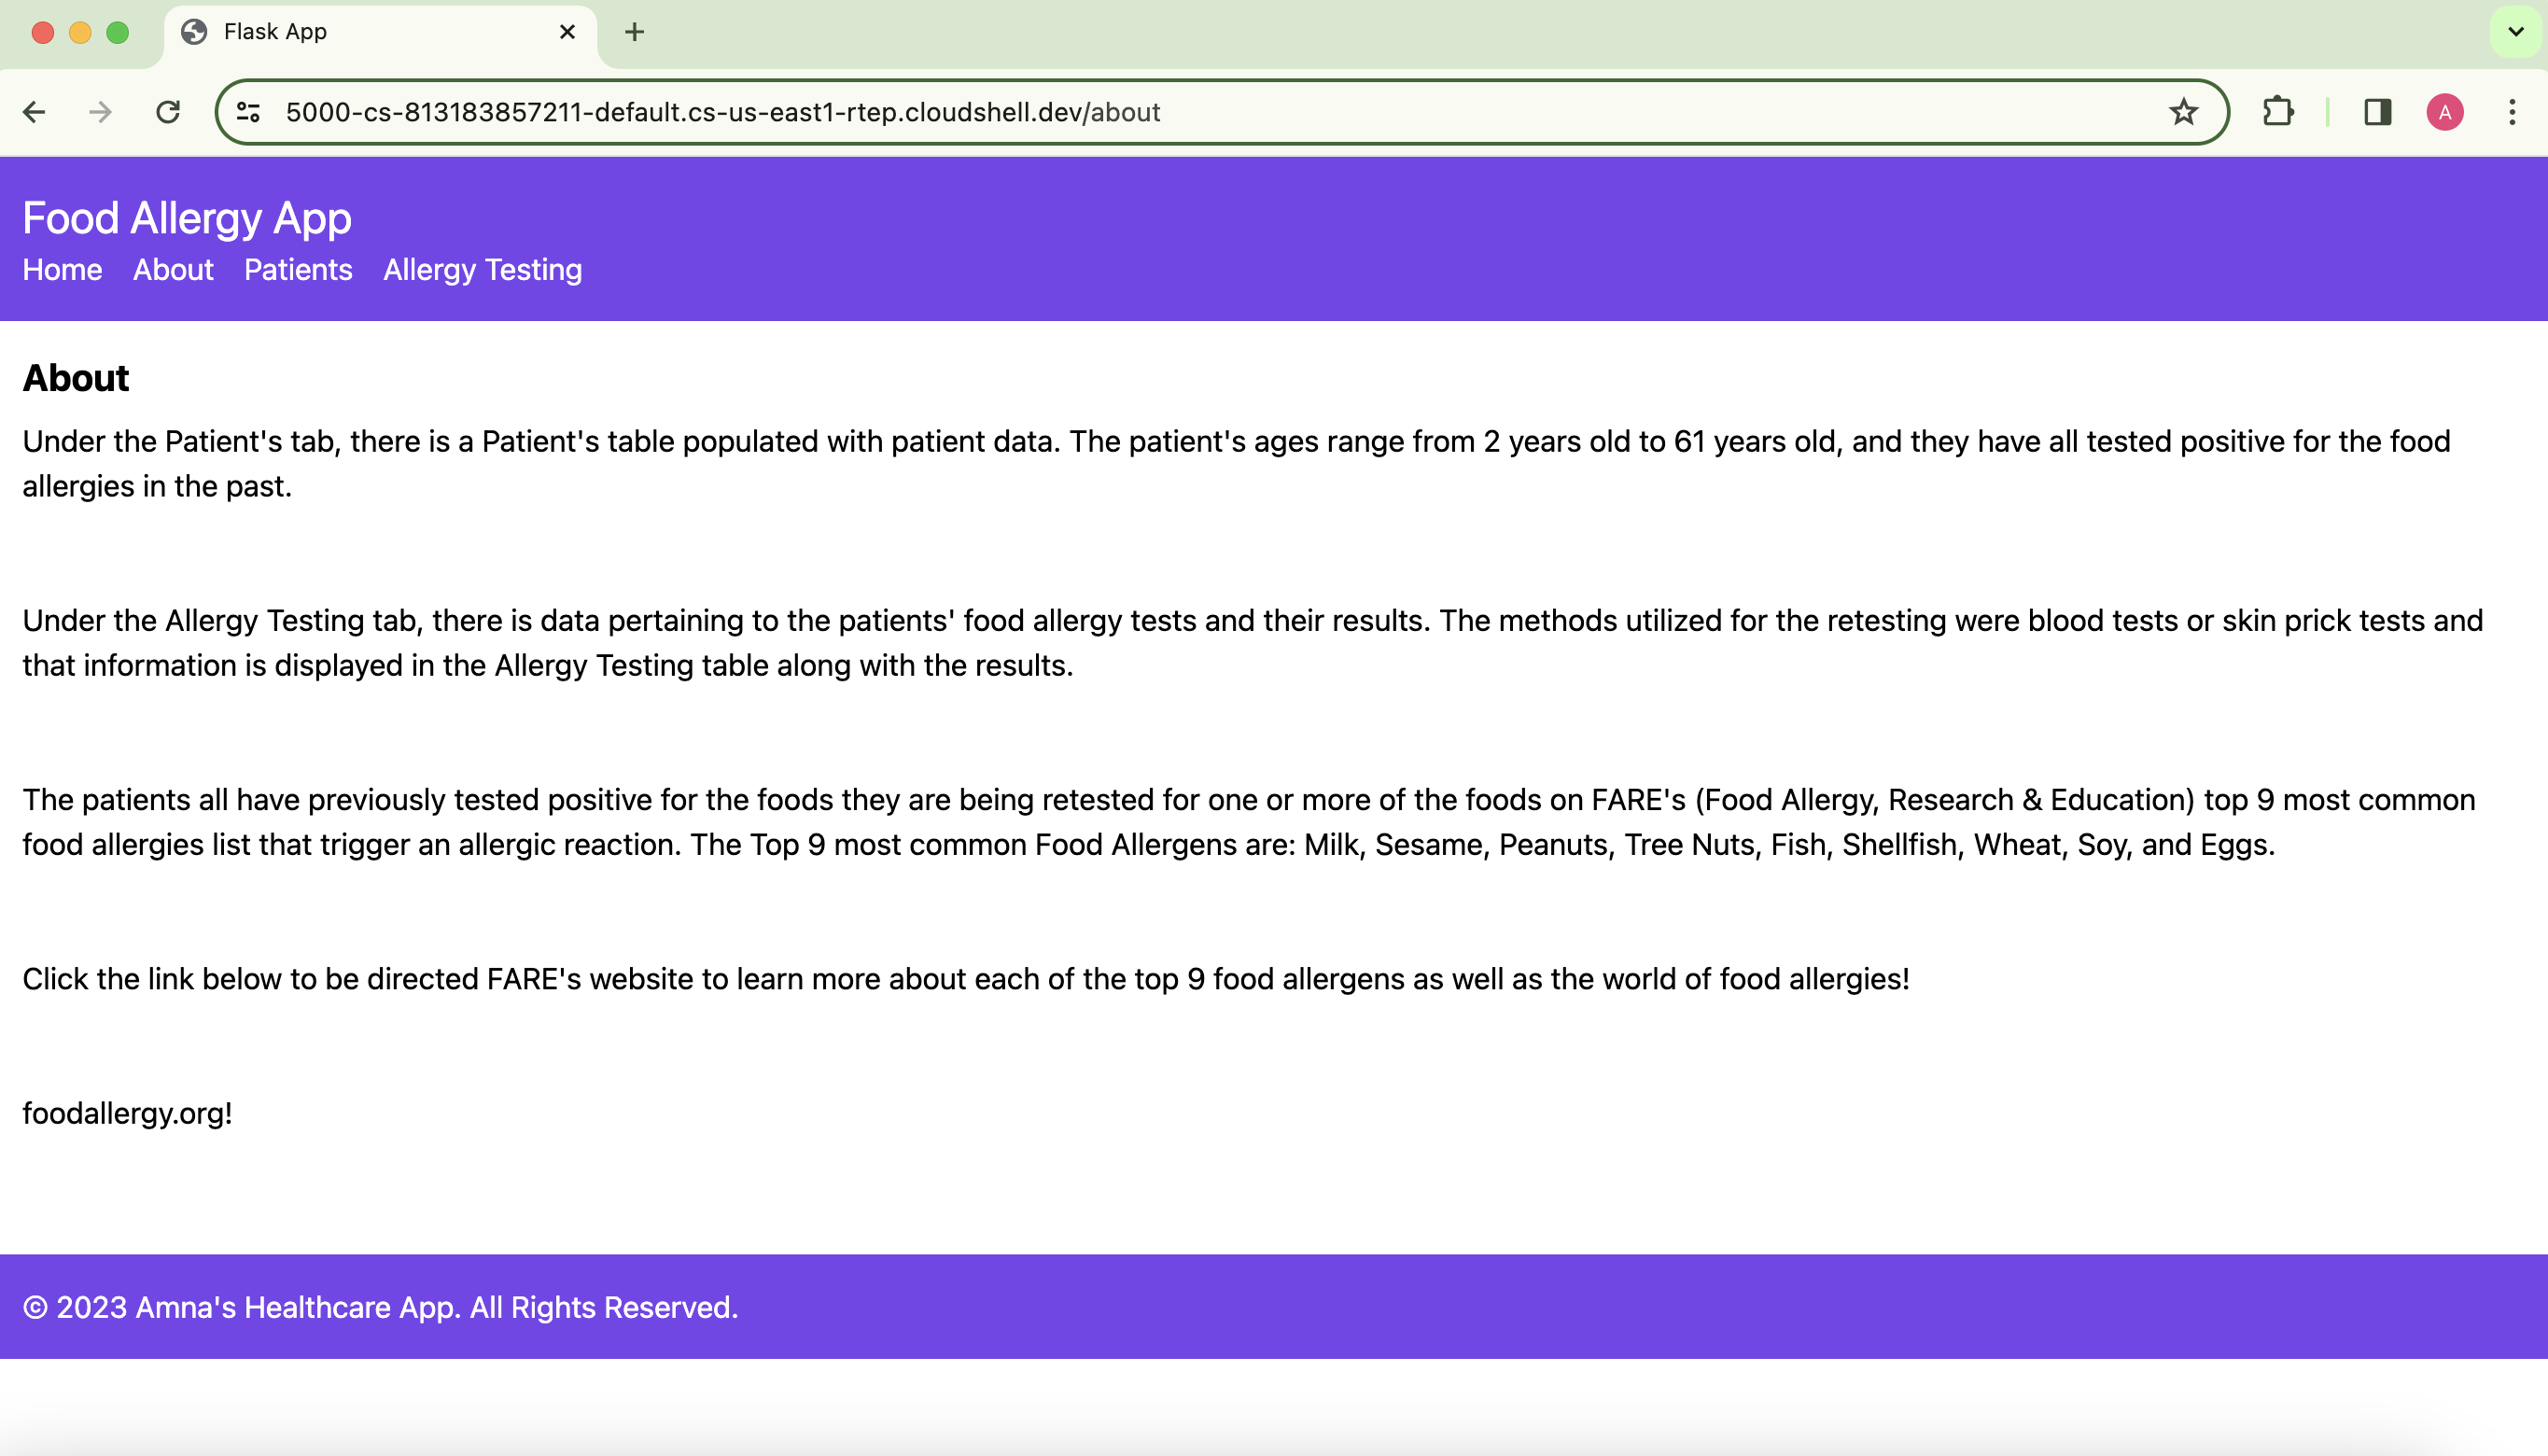 Flask App
5000-cs-813183857211-default.cs-us-east1-rtep.cloudshell.dev/about
A
Food Allergy App
Home About Patients Allergy Testing
About
Under the Patient's tab, there is a Patient's table populated with patient data. The patient's ages range from 2 years old to 61 years old, and they have all tested positive for the food
allergies in the past.
Under the Allergy Testing tab, there is data pertaining to the patients' food allergy tests and their results. The methods utilized for the retesting were blood tests or skin prick tests and
that information is displayed in the Allergy Testing table along with the results.
The patients all have previously tested positive for the foods they are being retested for one or more of the foods on FARE's (Food Allergy, Research & Education) top 9 most common
food allergies list that trigger an allergic reaction. The Top 9 most common Food Allergens are: Milk, Sesame, Peanuts, Tree Nuts, Fish, Shellfish, Wheat, Soy, and Eggs.
Click the link below to be directed FARE's website to learn more about each of the top 9 food allergens as well as the world of food allergies!
foodallergy.org!
© 2023 Amna's Healthcare App. All Rights Reserved.